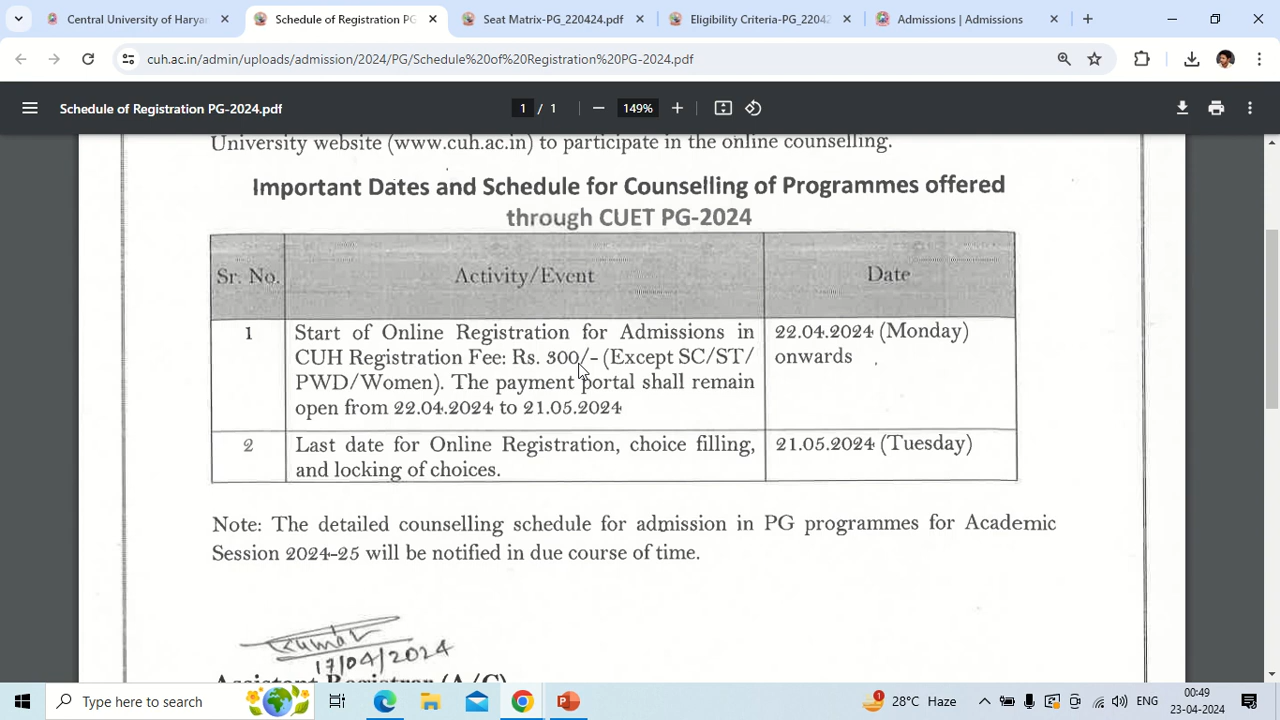 Central University of Harya
Schedule of Registration PG
Seat Matrix-PG_220424.pdf
Eligibility Criteria-PG_2204
Admissions | Admissions
cuh.ac.in/admin/uploads/admission/2024/PG/Schedule%20of%20Registration%20PG-2024.pdf
Schedule of Registration PG-2024.pdf
1 / 1
149%
University website (www.cuh.ac.in) to participate in the online counselling.
Important Dates and Schedule for Counselling of Programmes offered
through CUET PG-2024
Sr. No.
Activity/Event
Date
1
Start of Online Registration for Admissions in
CUH Registration Fee: Rs. 300/- (Except SC/ST/
PWD/Women). The payment portal shall remain
open from 22.04.2024 to 21.05.2024
22.04.2024 (Monday)
onwards
2
Last date for Online Registration, choice filling,
and locking of choices.
21.05.2024 (Tuesday)
Note: The detailed counselling schedule for admission in PG programmes for Academic
Session 2024-25 will be notified in due course of time.
17/04/2024
Assistant Registrar (A/C)
Type here to search
1
28°C Haze
ENG
00:49
23-04-2024